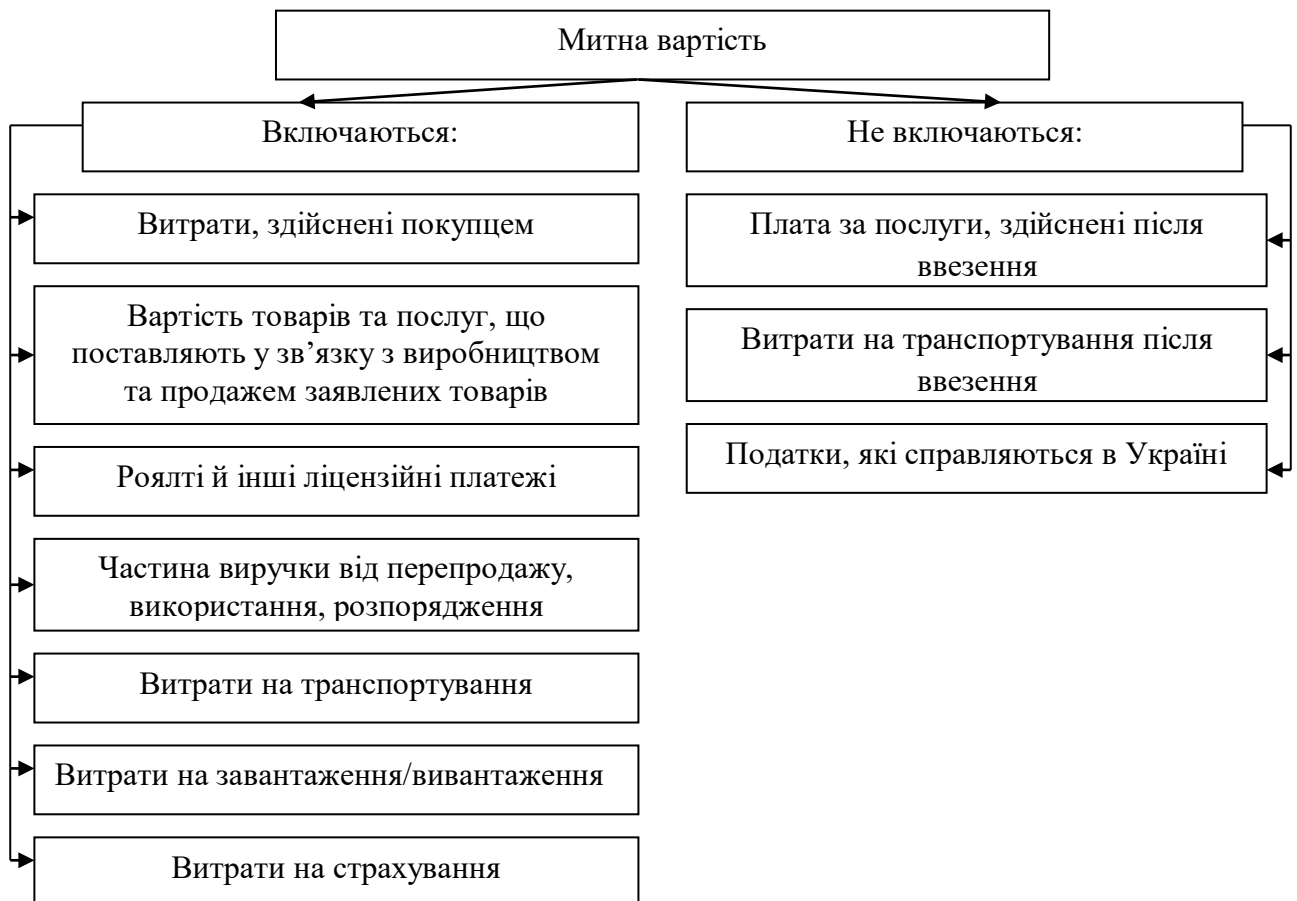 Митна вартість
Включаються:
Витрати, здійснені покупцем
Вартість товарів та послуг, що
поставляють у зв’язку з виробництвом
та продажем заявлених товарів
Роялті й інші ліцензійні платежі
Частина виручки від перепродажу,
використання, розпорядження
Витрати на транспортування
Витрати на завантаження/вивантаження
Витрати на страхування
Не включаються:
Плата за послуги, здійснені після
ввезення
Витрати на транспортування після
ввезення
Податки, які справляються в Україні